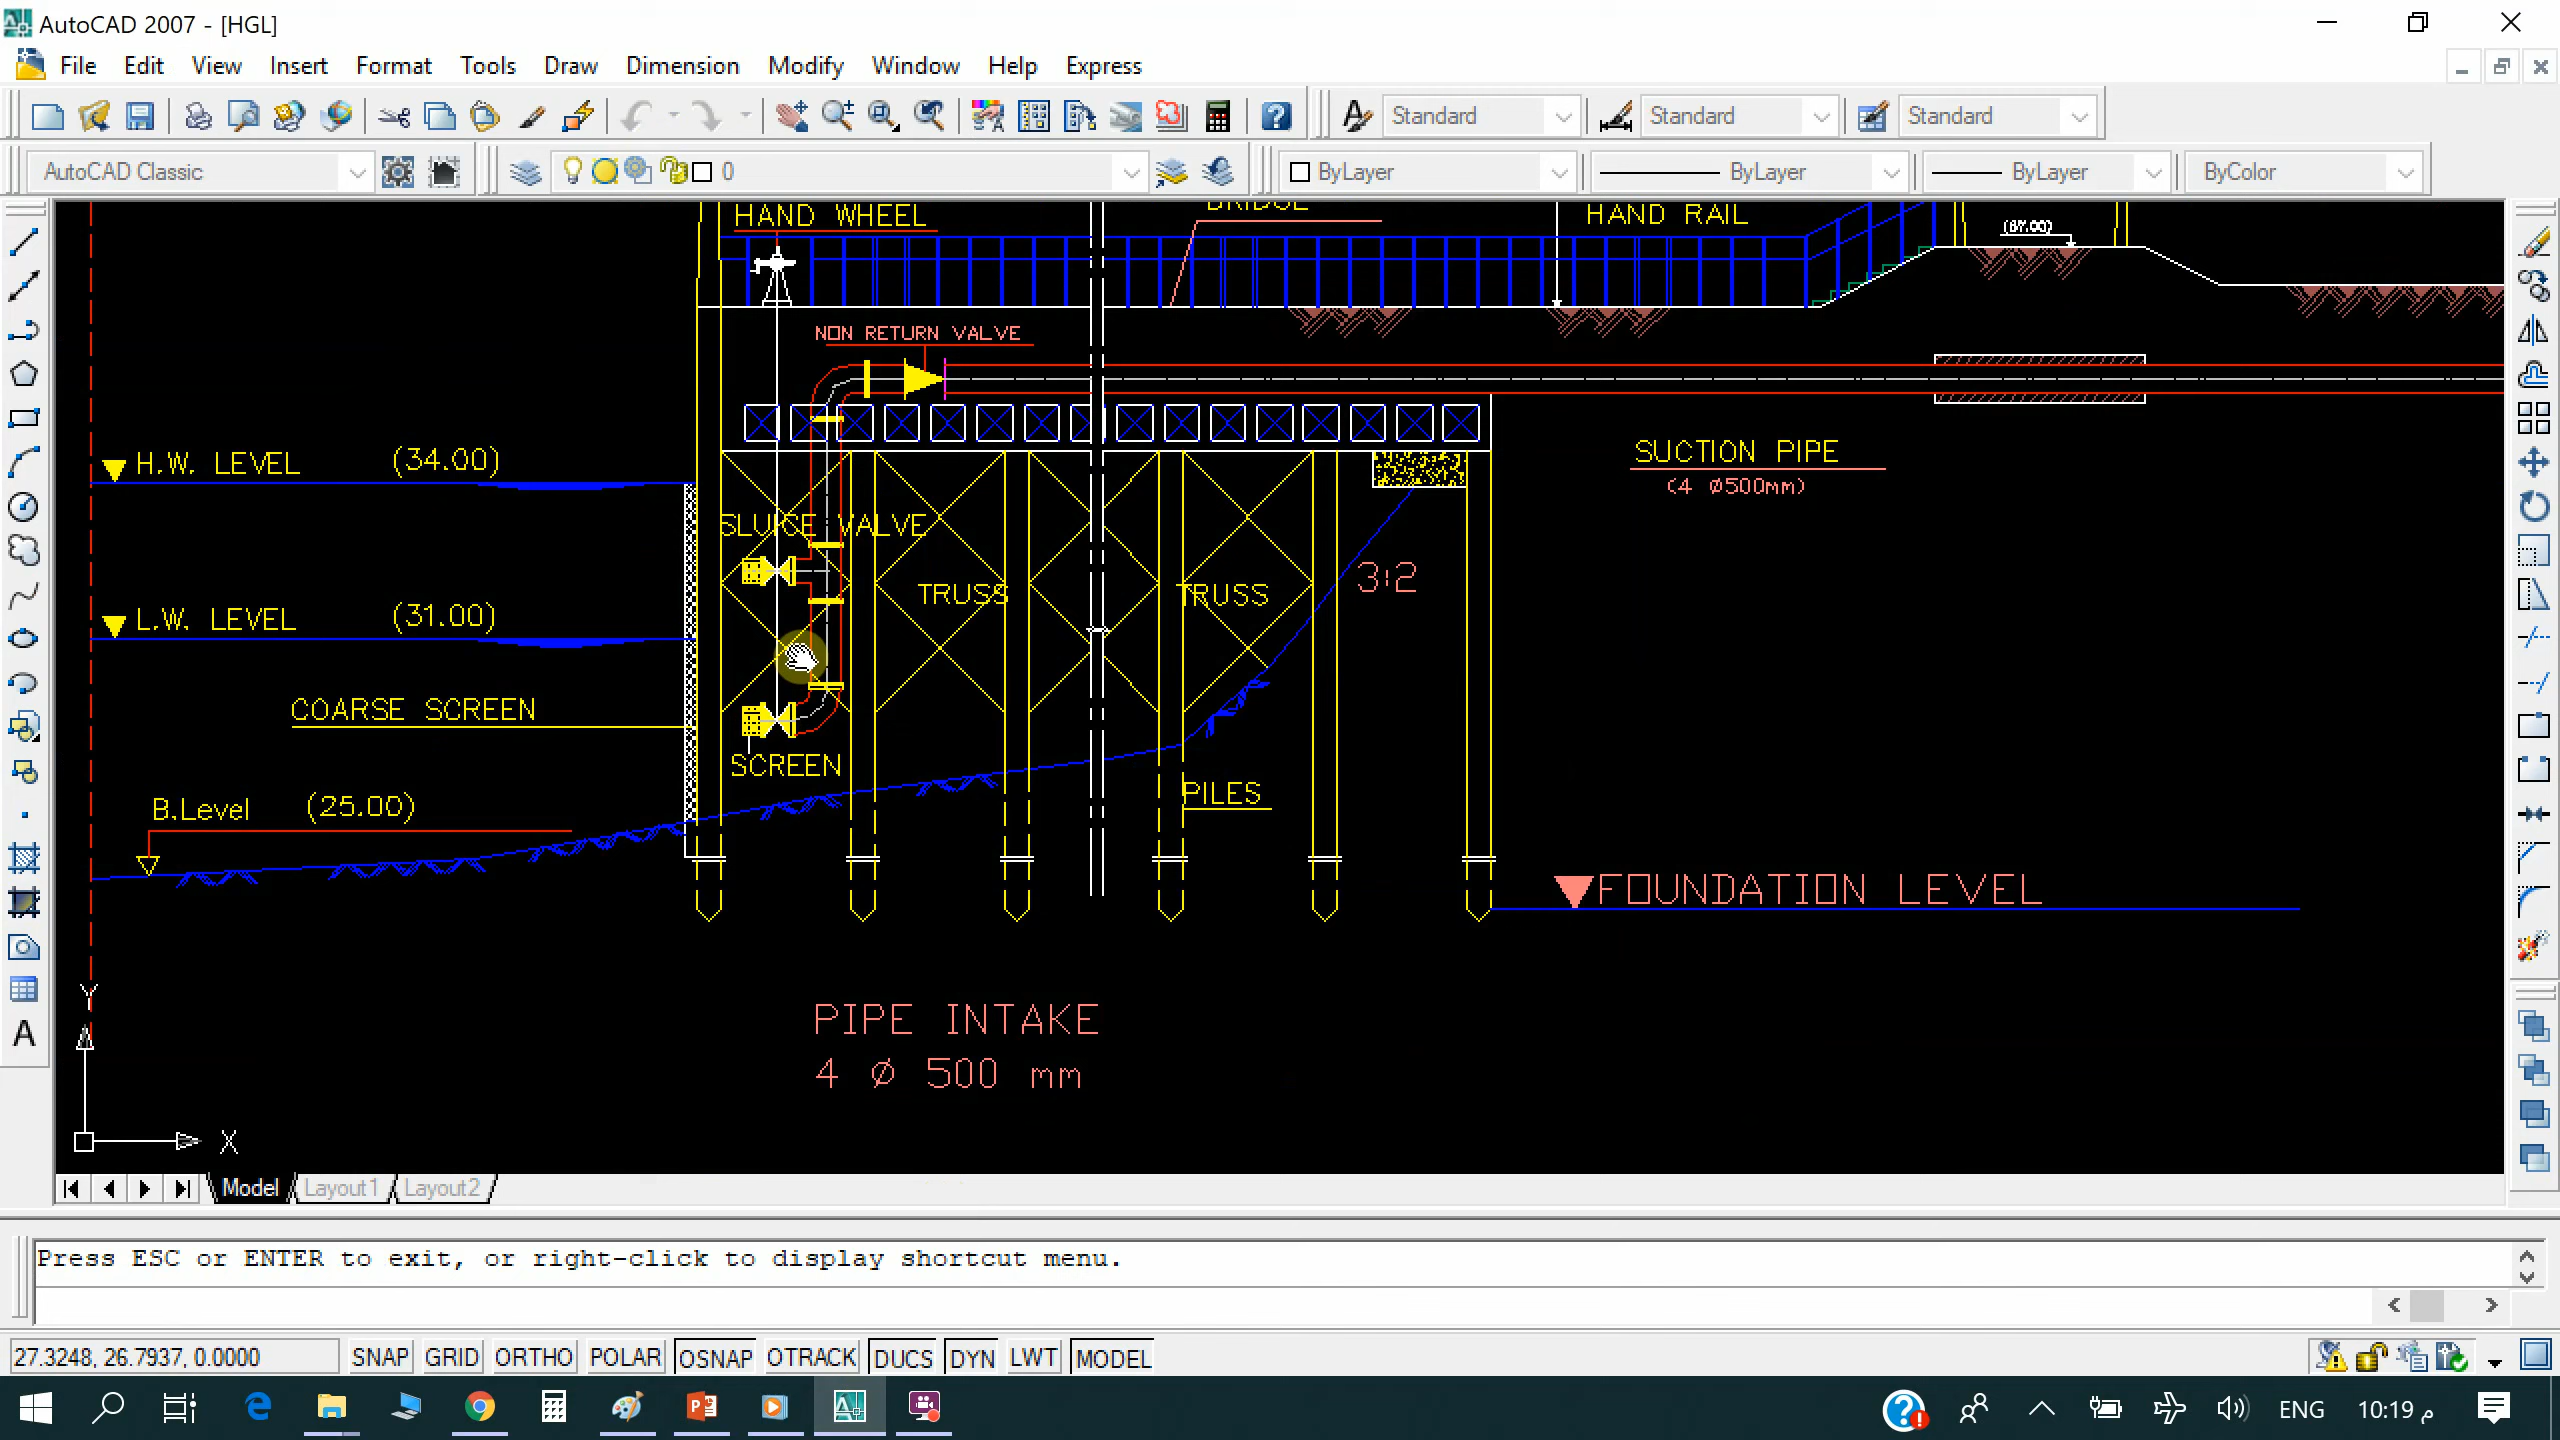 AutoCAD 2007 - [HGL]
File Edit View Insert Format Tools Draw Dimension Modify Window Help Express
Standard Standard Standard
AutoCAD Classic 0 ByLayer ByLayer ByLayer ByColor
HAND WHEEL BRIDGE HAND RAIL (37.00)
NON RETURN VALVE
H.W. LEVEL (34.00)
SUCTION PIPE
(4 Ø500mm)
SLUICE VALVE
TRUSS TRUSS 3:2
L.W. LEVEL (31.00)
COARSE SCREEN
SCREEN
B.Level (25.00)
PILES
FOUNDATION LEVEL
PIPE INTAKE
4 Ø 500 mm
Y
X
Model Layout1 Layout2
Press ESC or ENTER to exit, or right-click to display shortcut menu.
27.3248, 26.7937, 0.0000 SNAP GRID ORTHO POLAR OSNAP OTRACK DUCS DYN LWT MODEL
ENG 10:19 م